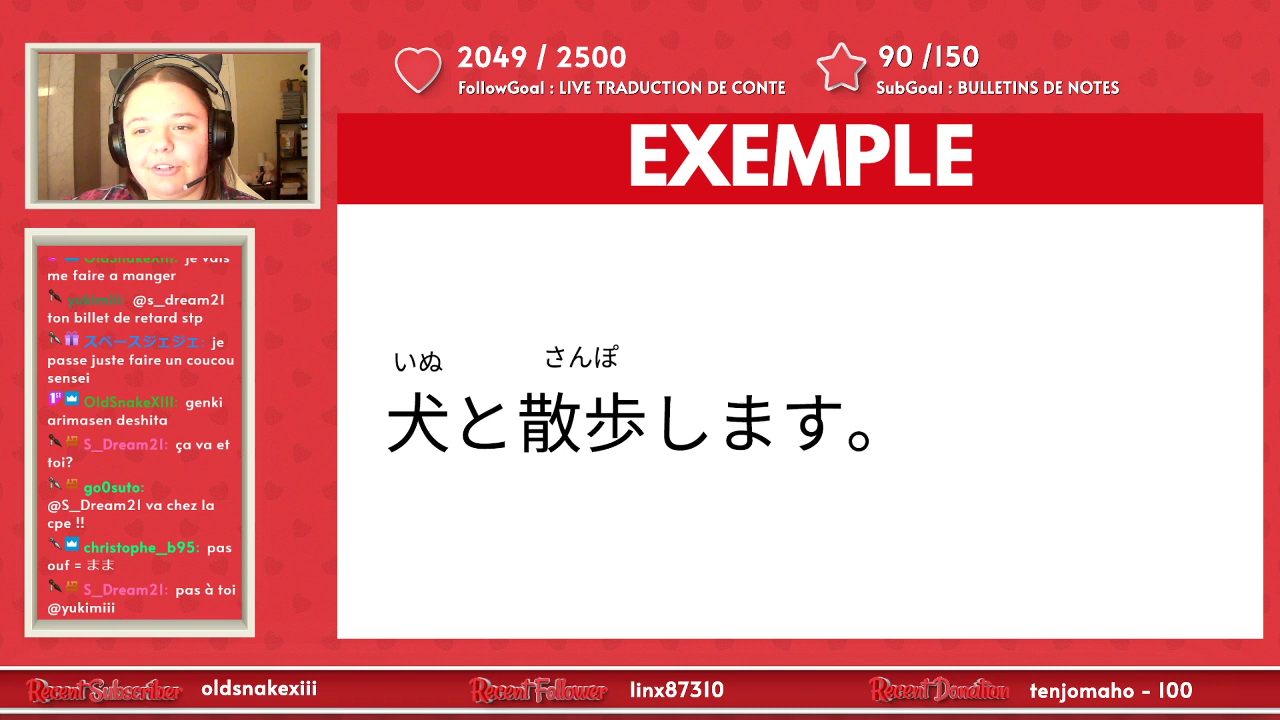 2049 / 2500
FollowGoal : LIVE TRADUCTION DE CONTE
90 /150
SubGoal : BULLETINS DE NOTES
EXEMPLE
いぬ さんぽ
犬と散歩します。
OldSnakeXIII: je vais
me faire a manger
yukimiii: @s_dream21
ton billet de retard stp
スペースジェジェ: je
passe juste faire un coucou
sensei
OldSnakeXIII: genki
arimasen deshita
S_Dream21: ça va et
toi?
go0suto:
@S_Dream21 va chez la
cpe !!
christophe_b95: pas
ouf = まま
S_Dream21: pas à toi
@yukimiii
Recent Subscriber oldsnakexiii
Recent Follower linx87310
Recent Donation tenjomaho - 100